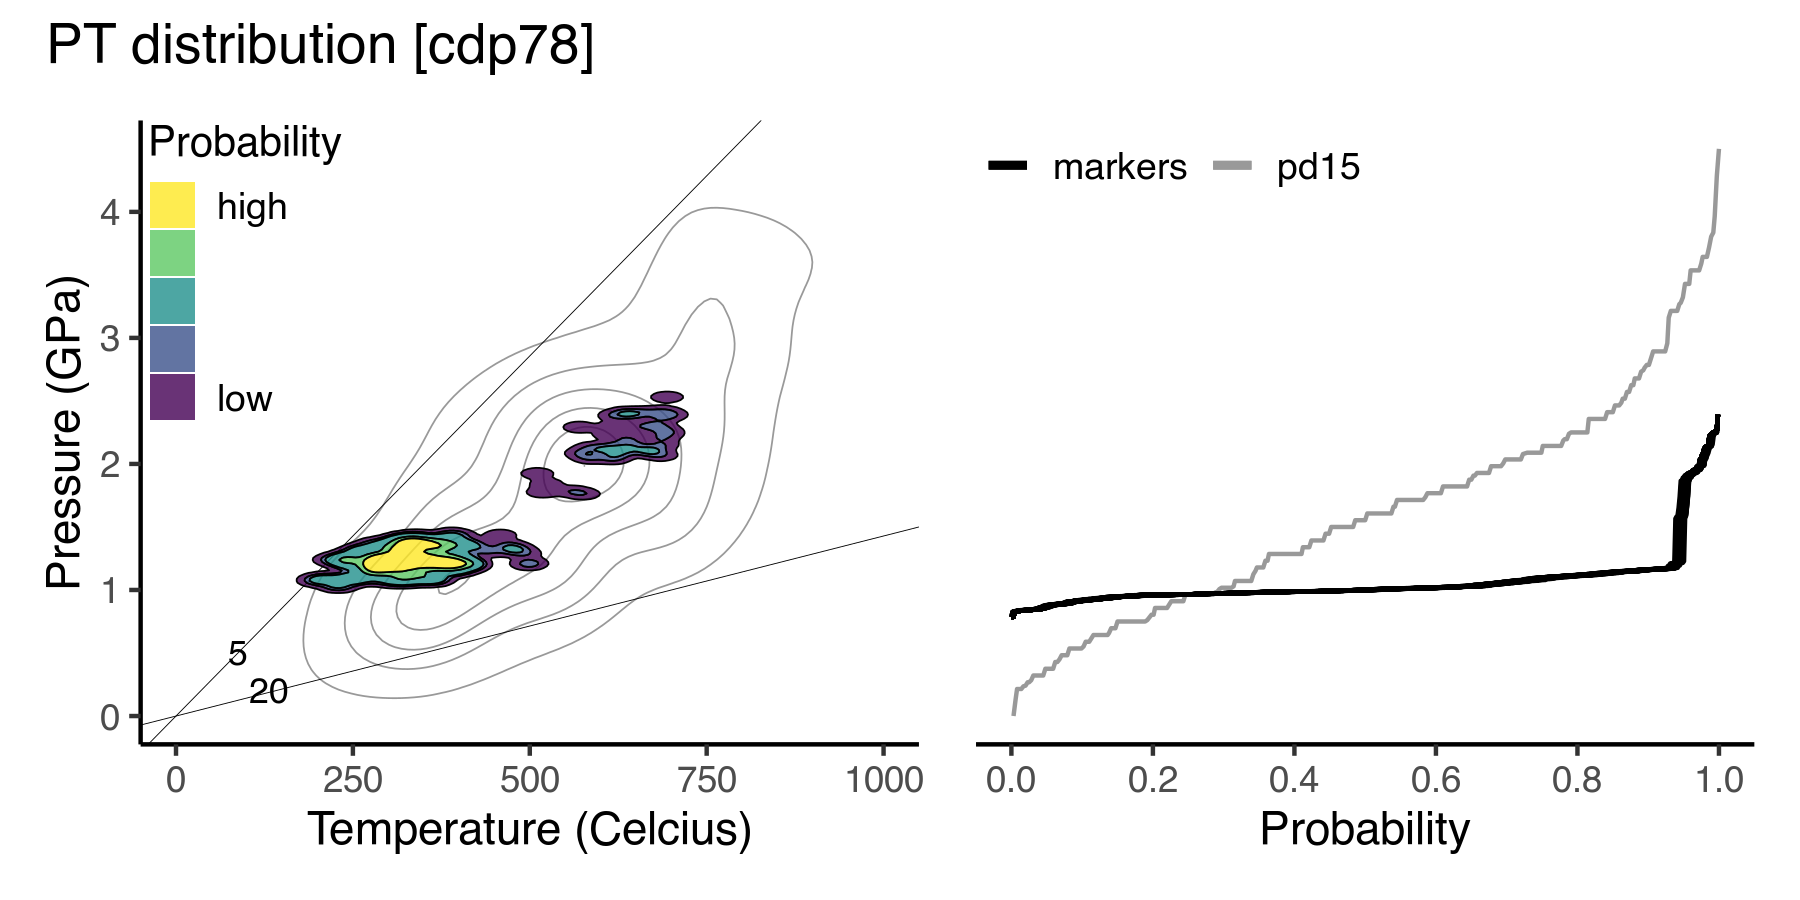 PT distribution [cdp78]
Probability
high
low
4
3
2
1
0
Pressure (GPa)
5
20
0 250 500 750 1000
Temperature (Celcius)
markers pd15
0.0 0.2 0.4 0.6 0.8 1.0
Probability